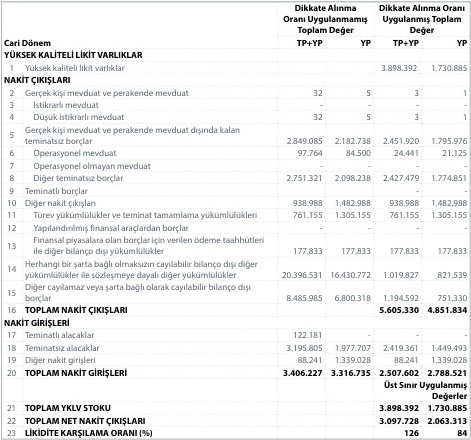 Dikkate Alınma Oranı Uygulanmamış Toplam Değer Dikkate Alınma Oranı Uygulanmış Toplam Değer
Cari Dönem TP+YP YP TP+YP YP
YÜKSEK KALİTELİ LİKİT VARLIKLAR
1 Yüksek kaliteli likit varlıklar 3.898.392 1.730.885
NAKİT ÇIKIŞLARI
2 Gerçek kişi mevduat ve perakende mevduat 32 5 3 1
3 İstikrarlı mevduat - - - -
4 Düşük istikrarlı mevduat 32 5 3 1
5 Gerçek kişi mevduat ve perakende mevduat dışında kalan
teminatsız borçlar 2.849.085 2.182.738 2.451.920 1.795.976
6 Operasyonel mevduat 97.764 84.500 24.441 21.125
7 Operasyonel olmayan mevduat - - - -
8 Diğer teminatsız borçlar 2.751.321 2.098.238 2.427.479 1.774.851
9 Teminatlı borçlar - -
10 Diğer nakit çıkışları 938.988 1.482.988 938.988 1.482.988
11 Türev yükümlülükler ve teminat tamamlama yükümlülükleri 761.155 1.305.155 761.155 1.305.155
12 Yapılandırılmış finansal araçlardan borçlar - - - -
13 Finansal piyasalara olan borçlar için verilen ödeme taahhütleri
ile diğer bilanço dışı yükümlülükler 177.833 177.833 177.833 177.833
14 Herhangi bir şarta bağlı olmaksızın cayılabilir bilanço dışı diğer
yükümlülükler ile sözleşmeye dayalı diğer yükümlülükler 20.396.531 16.430.772 1.019.827 821.539
15 Diğer cayılamaz veya şarta bağlı olarak cayılabilir bilanço dışı
borçlar 8.485.985 6.800.318 1.194.592 751.330
16 TOPLAM NAKİT ÇIKIŞLARI 5.605.330 4.851.834
NAKİT GİRİŞLERİ
17 Teminatlı alacaklar 122.181 - - -
18 Teminatsız alacaklar 3.195.805 1.977.707 2.419.361 1.449.493
19 Diğer nakit girişleri 88.241 1.339.028 88.241 1.339.028
20 TOPLAM NAKİT GİRİŞLERİ 3.406.227 3.316.735 2.507.602 2.788.521
Üst Sınır Uygulanmış
Değerler
21 TOPLAM YKLV STOKU 3.898.392 1.730.885
22 TOPLAM NET NAKİT ÇIKIŞLARI 3.097.728 2.063.313
23 LİKİDİTE KARŞILAMA ORANI (%) 126 84